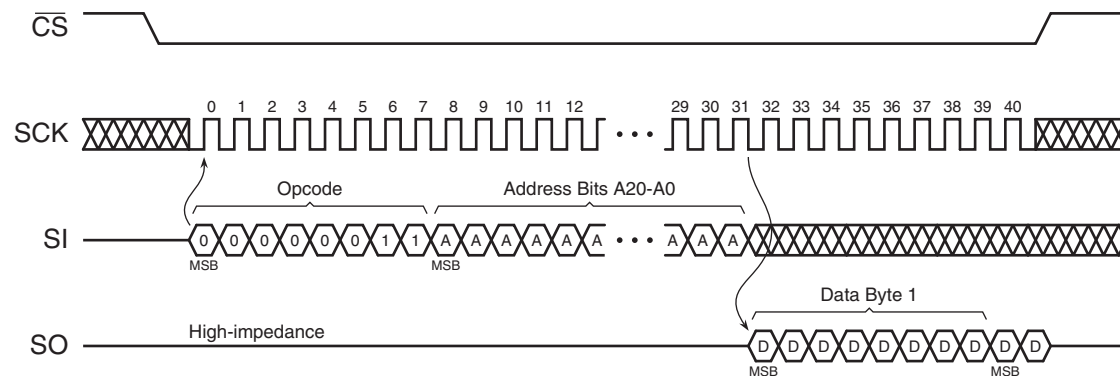 CS
0 1 2 3 4 5 6 7 8 9 10 11 12 29 30 31 32 33 34 35 36 37 38 39 40
SCK
Opcode Address Bits A20-A0
SI 0 0 0 0 0 0 1 1 A A A A A A A A A
MSB MSB
Data Byte 1
High-impedance
SO D D D D D D D D D D
MSB MSB